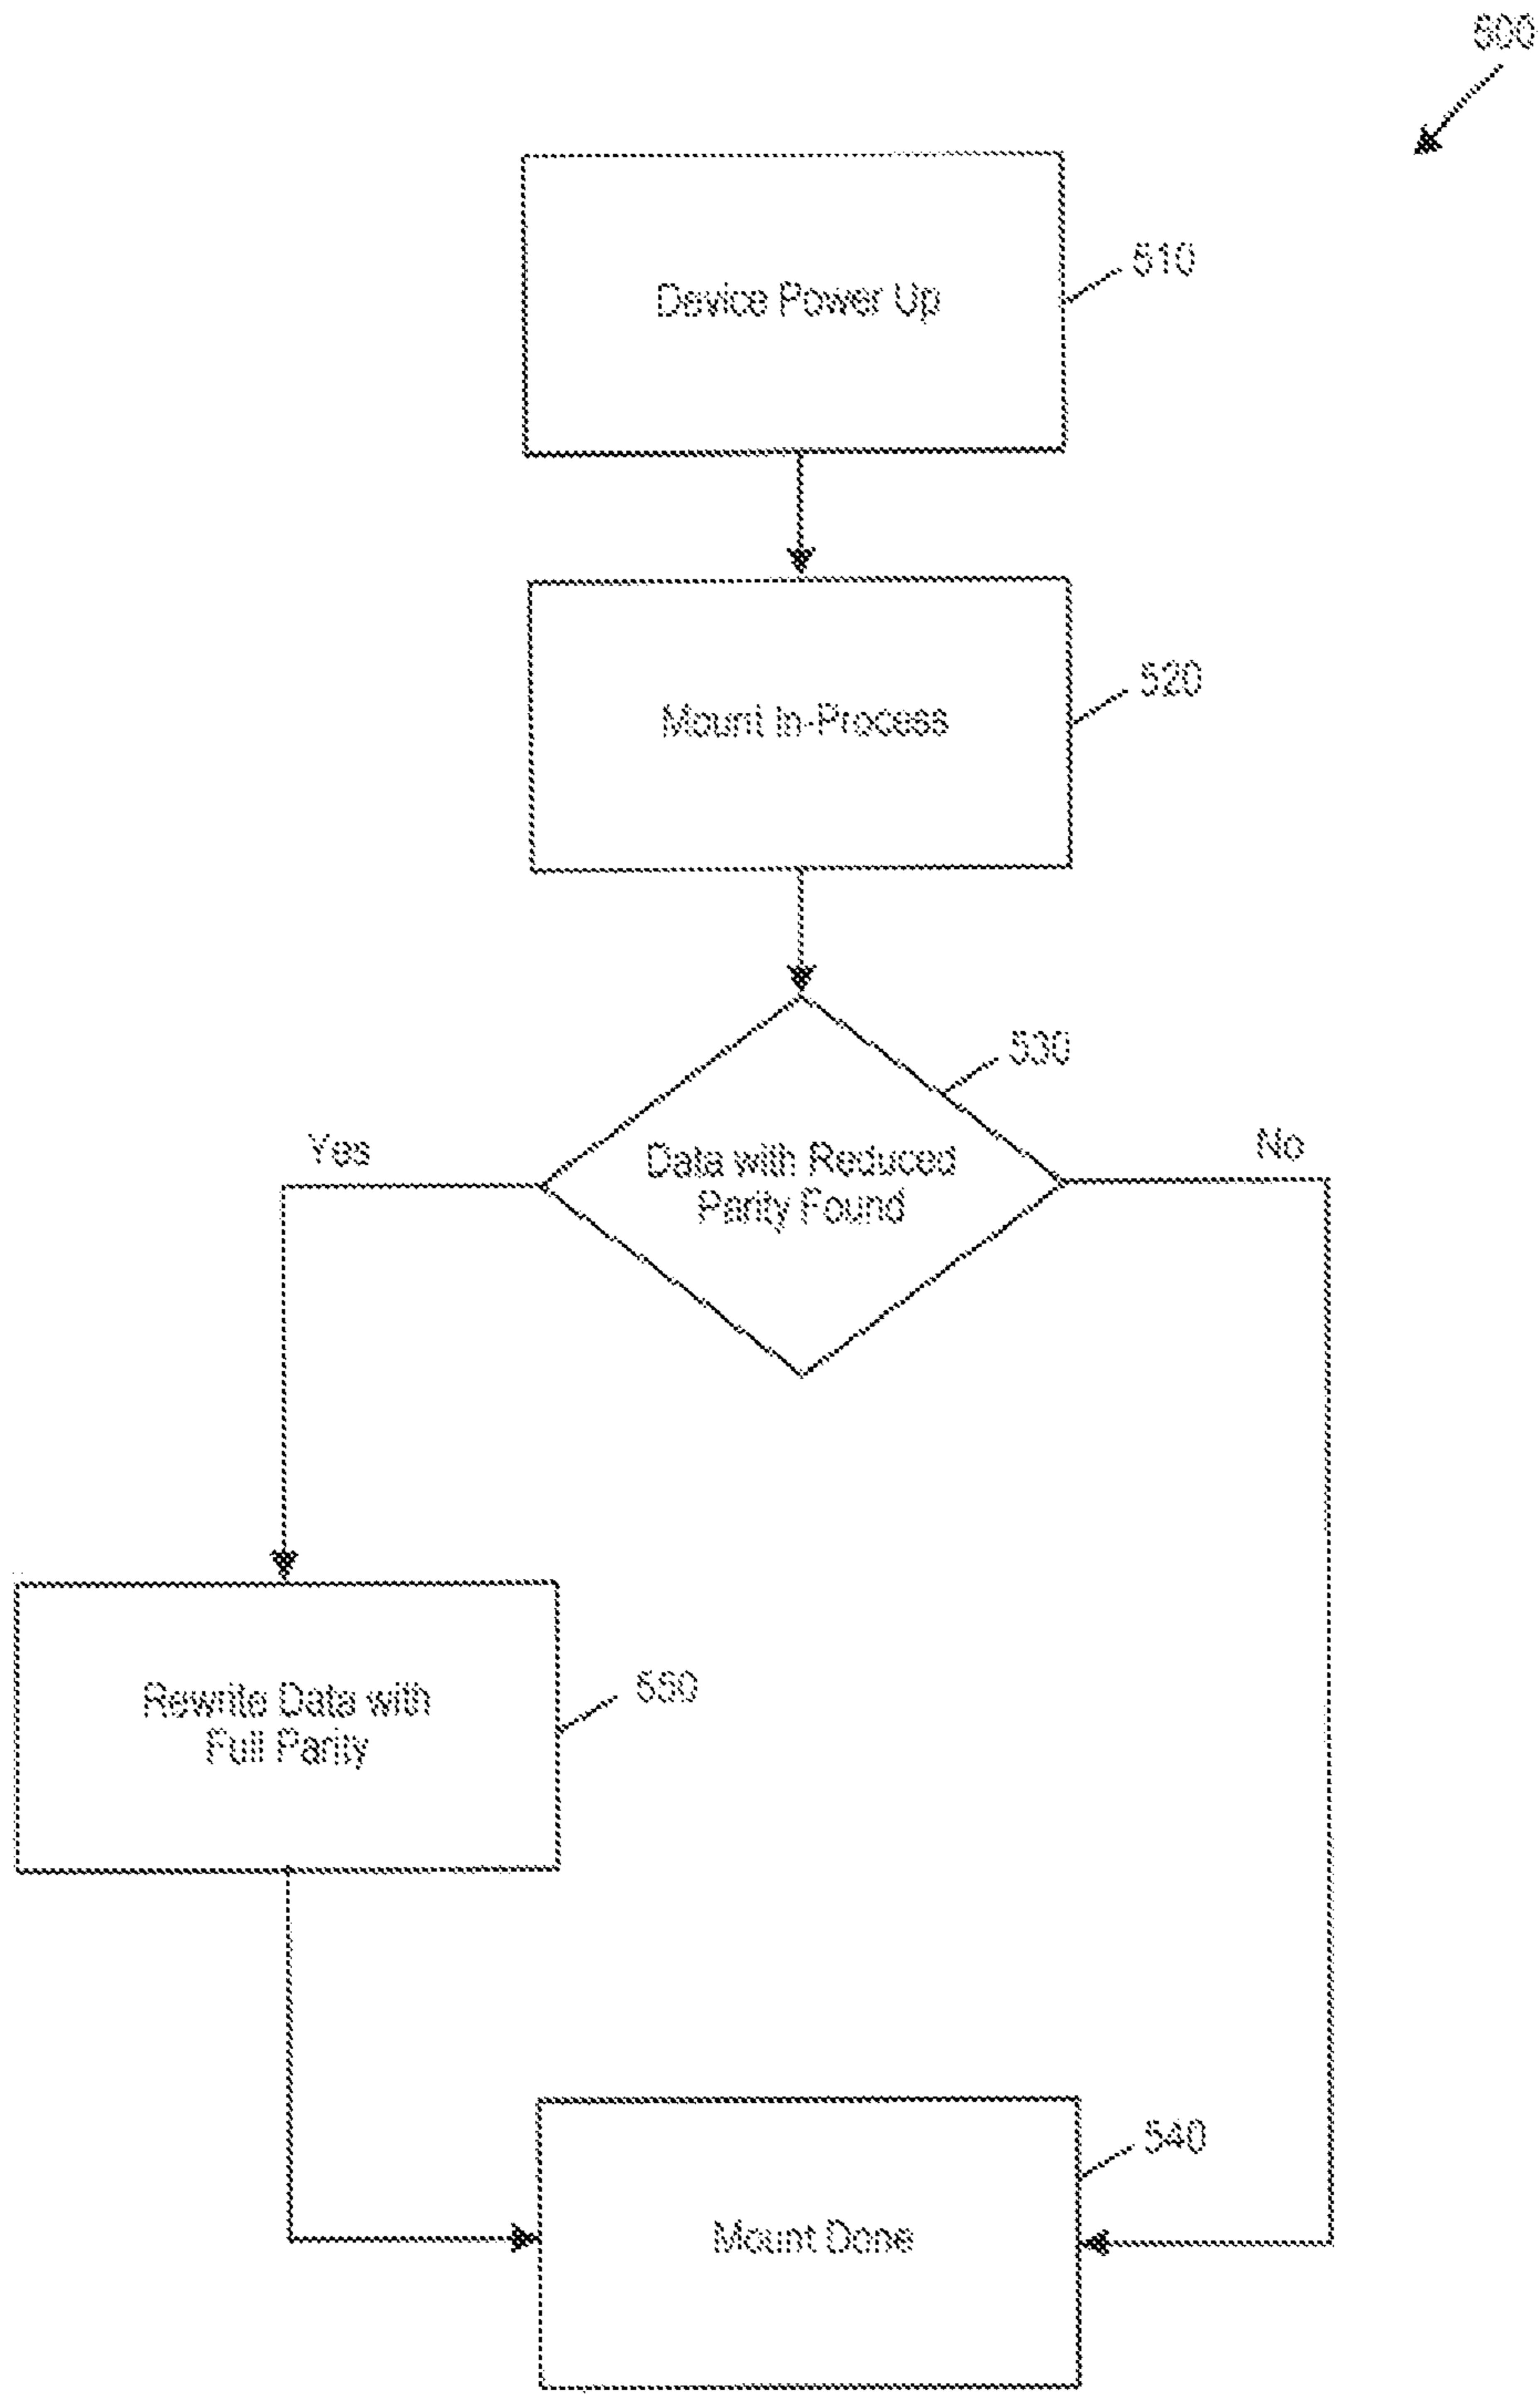 500
Device Power Up
510
Mount In-Process
520
530
Data with Reduced
Parity Found
Yes
No
Rewrite Data with
Full Parity
550
540
Mount Done